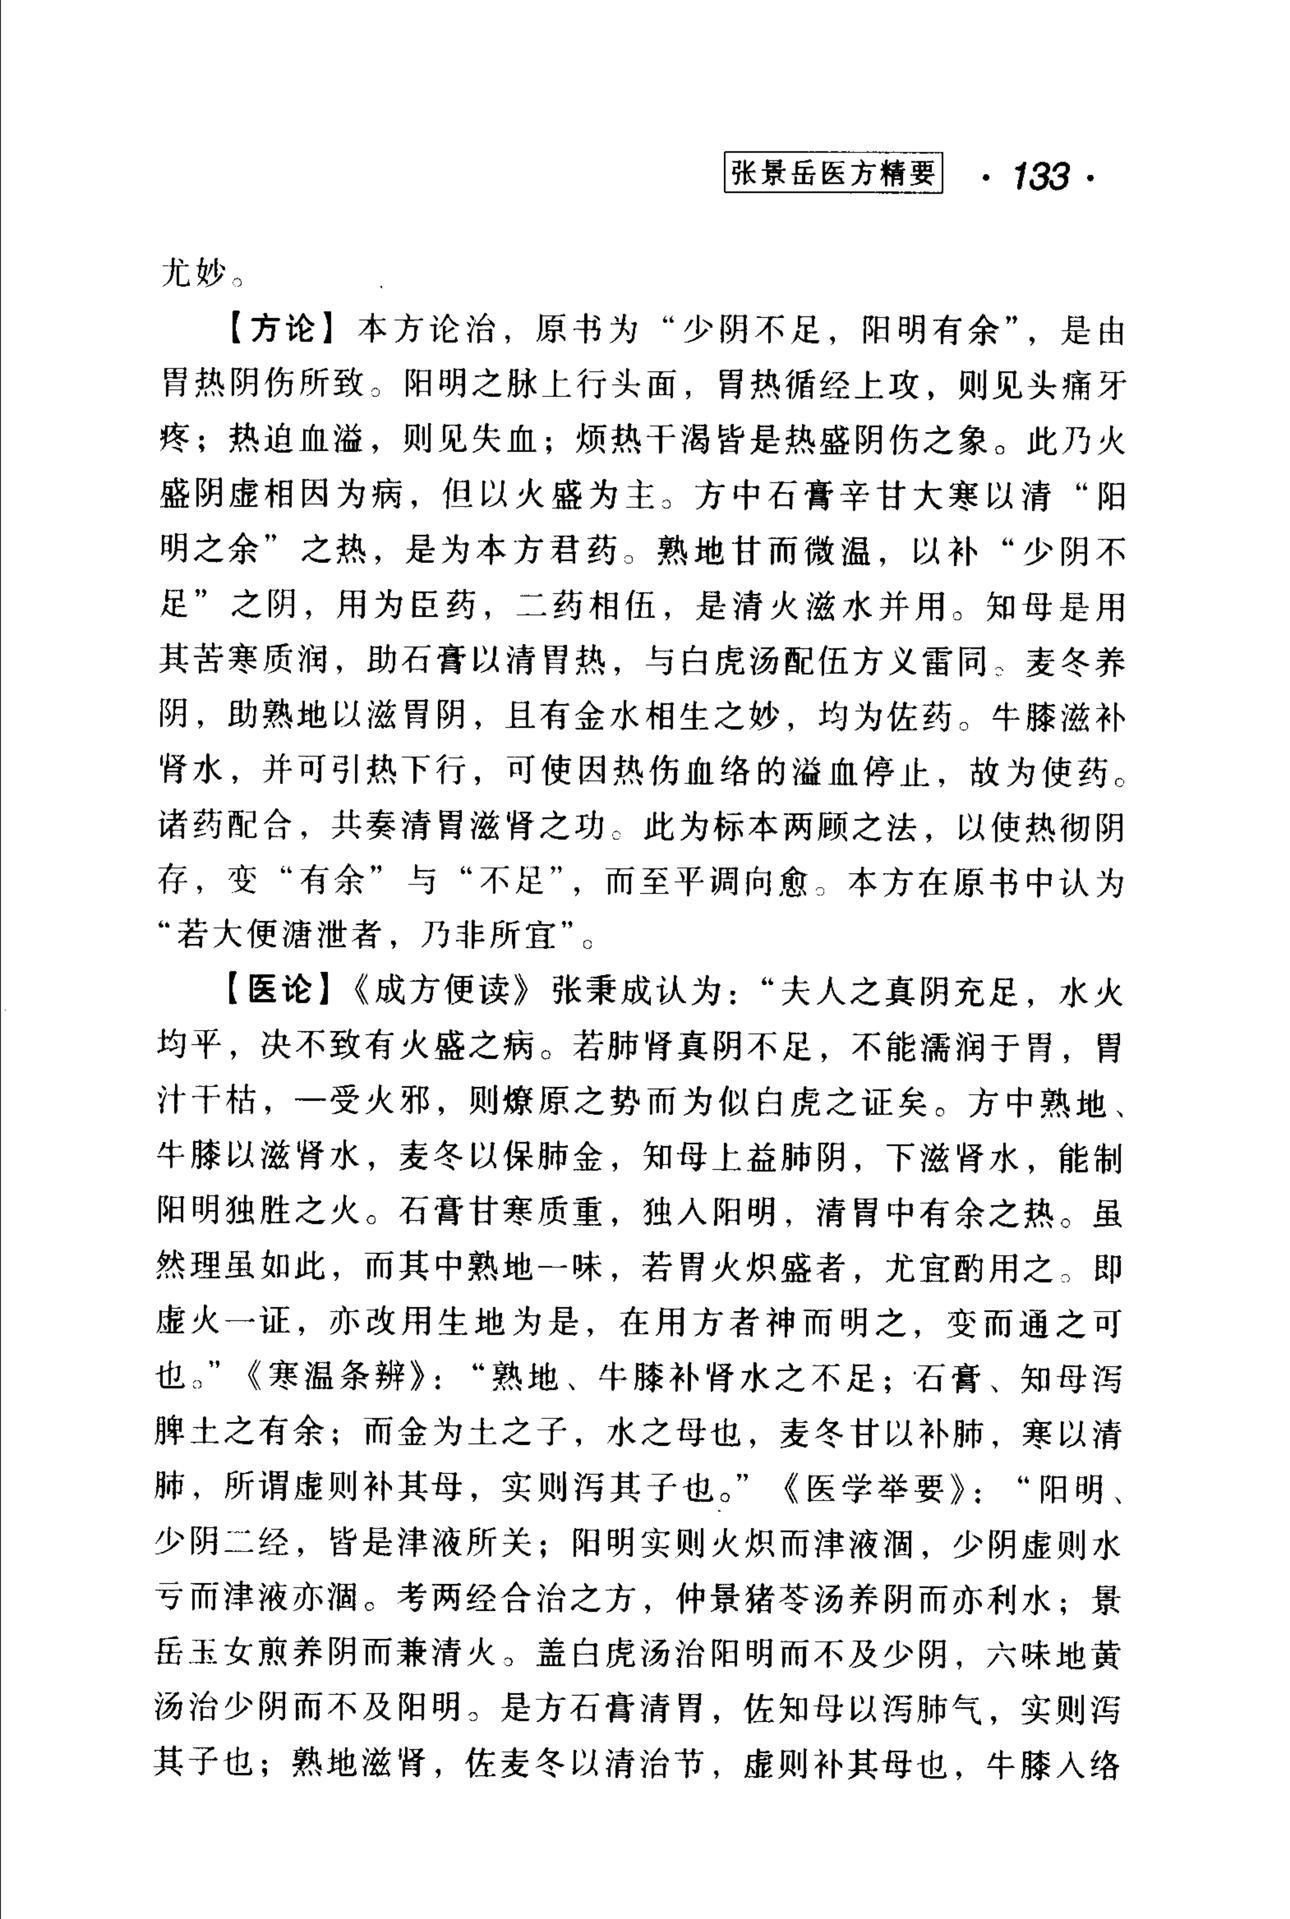 张景岳医方精要 · 133 ·
尤妙。
【方论】本方论治，原书为“少阴不足，阳明有余”，是由
胃热阴伤所致。阳明之脉上行头面，胃热循经上攻，则见头痛牙
疼；热迫血溢，则见失血；烦热干渴皆是热盛阴伤之象。此乃火
盛阴虚相因为病，但以火盛为主。方中石膏辛甘大寒以清“阳
明之余”之热，是为本方君药。熟地甘而微温，以补“少阴不
足”之阴，用为臣药，二药相伍，是清火滋水并用。知母是用
其苦寒质润，助石膏以清胃热，与白虎汤配伍方义雷同。麦冬养
阴，助熟地以滋胃阴，且有金水相生之妙，均为佐药。牛膝滋补
肾水，并可引热下行，可使因热伤血络的溢血停止，故为使药。
诸药配合，共奏清胃滋肾之功。此为标本两顾之法，以使热彻阴
存，变“有余”与“不足”，而至平调向愈。本方在原书中认为
“若大便溏泄者，乃非所宜”。
【医论】《成方便读》张秉成认为：“夫人之真阴充足，水火
均平，决不致有火盛之病。若肺肾真阴不足，不能濡润于胃，胃
汁干枯，一受火邪，则燎原之势而为似白虎之证矣。方中熟地、
牛膝以滋肾水，麦冬以保肺金，知母上益肺阴，下滋肾水，能制
阳明独胜之火。石膏甘寒质重，独入阳明，清胃中有余之热。虽
然理虽如此，而其中熟地一味，若胃火炽盛者，尤宜酌用之。即
虚火一证，亦改用生地为是，在用方者神而明之，变而通之可
也。”《寒温条辨》：“熟地、牛膝补肾水之不足；石膏、知母泻
脾土之有余；而金为土之子，水之母也，麦冬甘以补肺，寒以清
肺，所谓虚则补其母，实则泻其子也。”《医学举要》：“阳明、
少阴二经，皆是津液所关；阳明实则火炽而津液涸，少阴虚则水
亏而津液亦涸。考两经合治之方，仲景猪苓汤养阴而亦利水；景
岳玉女煎养阴而兼清火。盖白虎汤治阳明而不及少阴，六味地黄
汤治少阴而不及阳明。是方石膏清胃，佐知母以泻肺气，实则泻
其子也；熟地滋肾，佐麦冬以清治节，虚则补其母也，牛膝入络